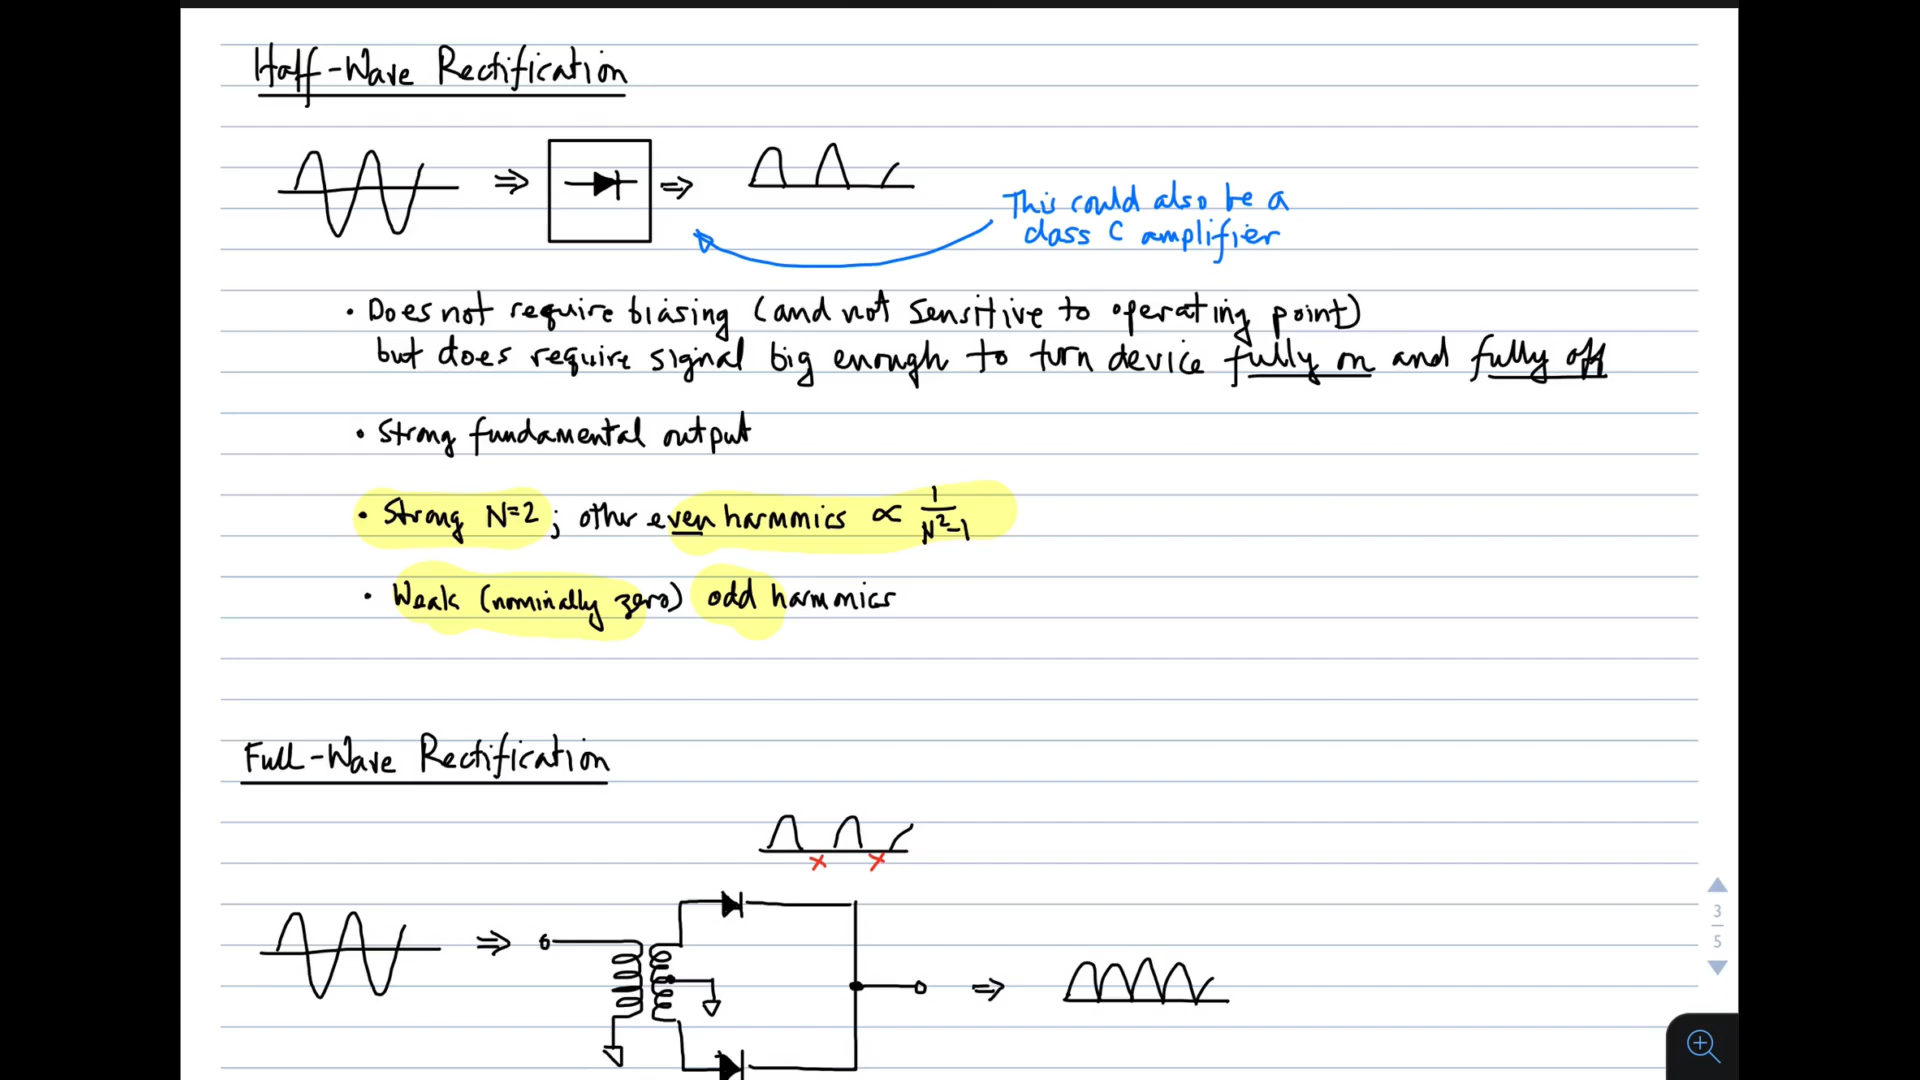 Half-Wave Rectification
This could also be a
class C amplifier
• Does not require biasing (and not sensitive to operating point)
but does require signal big enough to turn device fully on and fully off
• Strong fundamental output
• Strong N=2; other even harmonics ∝ 1/(N²-1)
• Weak (nominally zero) odd harmonics
Full-Wave Rectification
x x
3
5